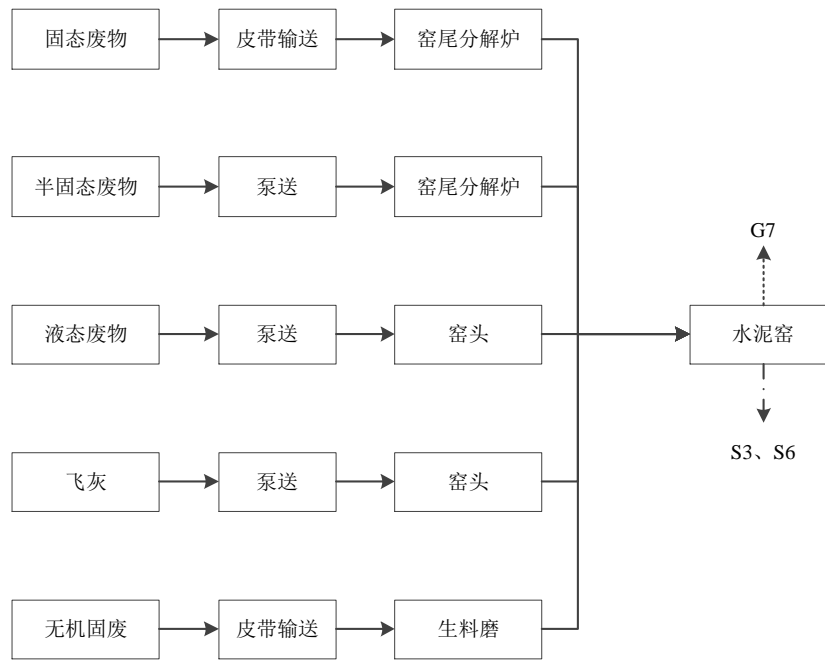 固态废物
皮带输送
窑尾分解炉
半固态废物
泵送
窑尾分解炉
G7
液态废物
泵送
窑头
水泥窑
S3、S6
飞灰
泵送
窑头
无机固废
皮带输送
生料磨